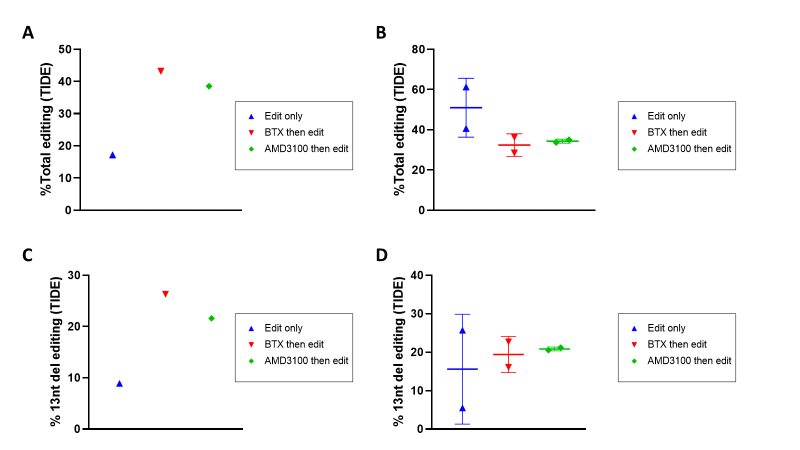 A
%Total editing (TIDE)
50
40
30
20
10
0
Edit only
BTX then edit
AMD3100 then edit
B
%Total editing (TIDE)
80
60
40
20
0
Edit only
BTX then edit
AMD3100 then edit
C
% 13nt del editing (TIDE)
30
20
10
0
Edit only
BTX then edit
AMD3100 then edit
D
% 13nt del editing (TIDE)
40
30
20
10
0
Edit only
BTX then edit
AMD3100 then edit